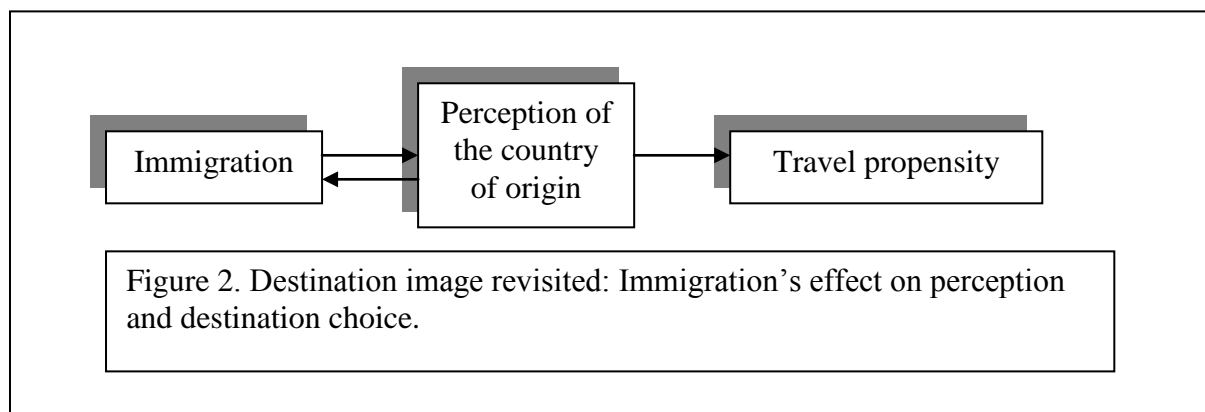 Immigration
Perception of
the country
of origin
Travel propensity
Figure 2. Destination image revisited: Immigration’s effect on perception
and destination choice.